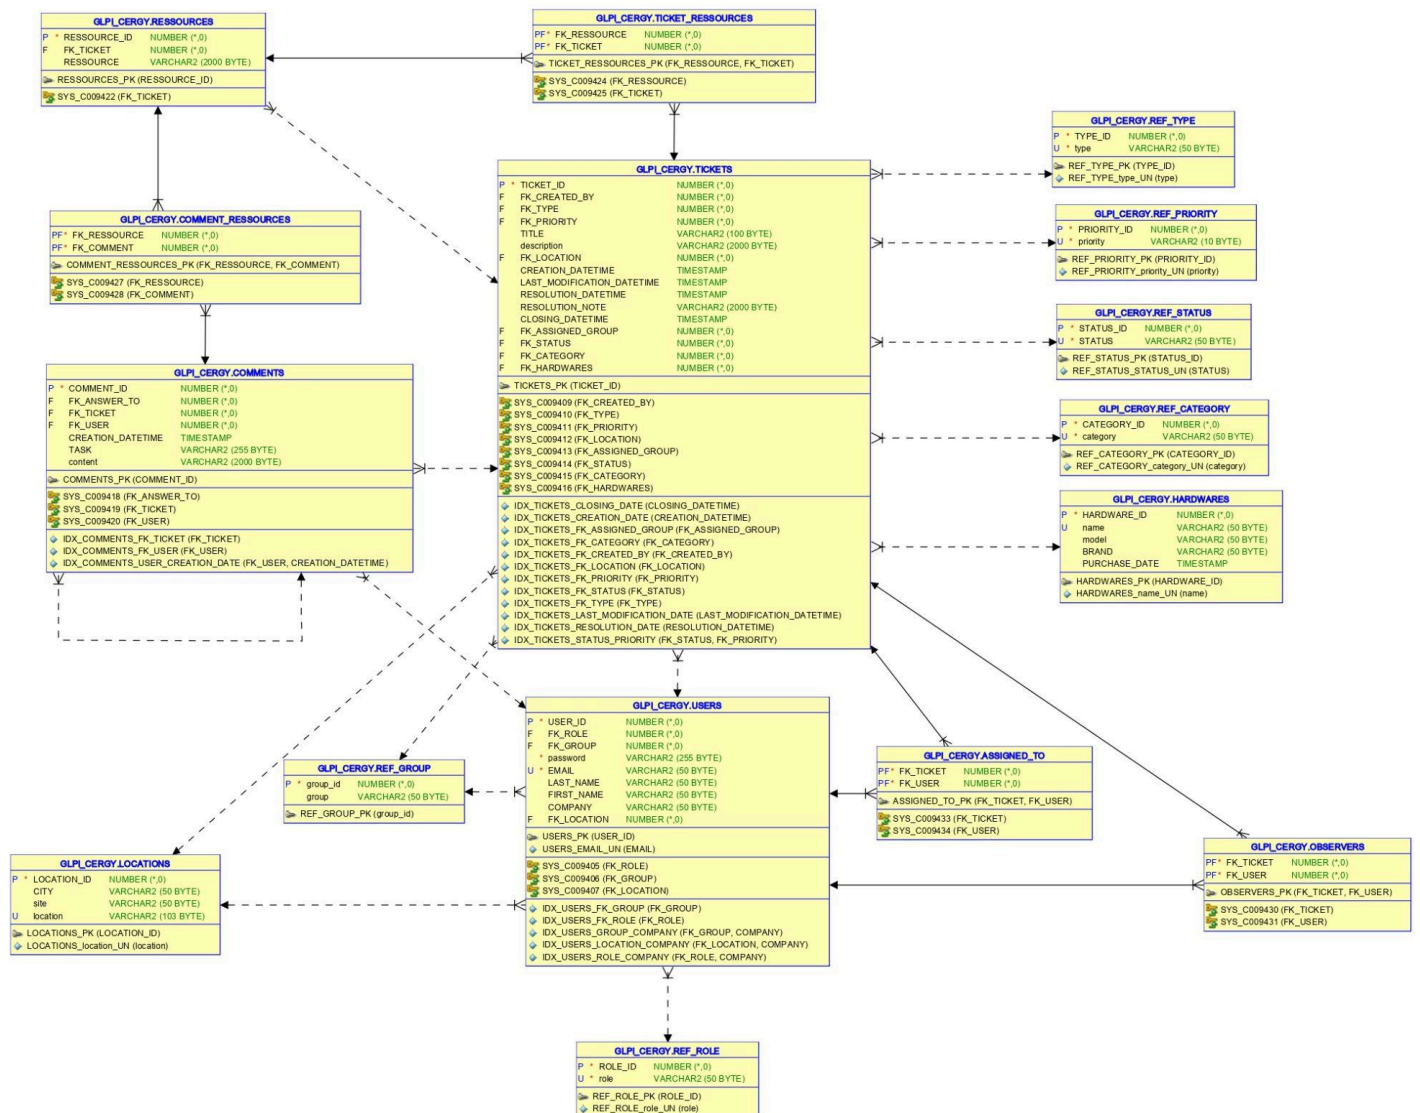 GLPI_CERGY.RESSOURCES
P * RESSOURCE_ID NUMBER (*,0)
F FK_TICKET NUMBER (*,0)
RESSOURCE VARCHAR2 (2000 BYTE)
RESSOURCES_PK (RESSOURCE_ID)
SYS_C009422 (FK_TICKET)
GLPI_CERGY.TICKET_RESSOURCES
PF* FK_RESSOURCE NUMBER (*,0)
PF* FK_TICKET NUMBER (*,0)
TICKET_RESSOURCES_PK (FK_RESSOURCE, FK_TICKET)
SYS_C009424 (FK_RESSOURCE)
SYS_C009425 (FK_TICKET)
GLPI_CERGY.REF_TYPE
P * TYPE_ID NUMBER (*,0)
U * type VARCHAR2 (50 BYTE)
REF_TYPE_PK (TYPE_ID)
REF_TYPE_type_UN (type)
GLPI_CERGY.TICKETS
P * TICKET_ID NUMBER (*,0)
F FK_CREATED_BY NUMBER (*,0)
F FK_TYPE NUMBER (*,0)
F FK_PRIORITY NUMBER (*,0)
TITLE VARCHAR2 (100 BYTE)
description VARCHAR2 (2000 BYTE)
F FK_LOCATION NUMBER (*,0)
CREATION_DATETIME TIMESTAMP
LAST_MODIFICATION_DATETIME TIMESTAMP
RESOLUTION_DATETIME TIMESTAMP
RESOLUTION_NOTE VARCHAR2 (2000 BYTE)
CLOSING_DATETIME TIMESTAMP
F FK_ASSIGNED_GROUP NUMBER (*,0)
F FK_STATUS NUMBER (*,0)
F FK_CATEGORY NUMBER (*,0)
F FK_HARDWARES NUMBER (*,0)
TICKETS_PK (TICKET_ID)
SYS_C009409 (FK_CREATED_BY)
SYS_C009410 (FK_TYPE)
SYS_C009411 (FK_PRIORITY)
SYS_C009412 (FK_LOCATION)
SYS_C009413 (FK_ASSIGNED_GROUP)
SYS_C009414 (FK_STATUS)
SYS_C009415 (FK_CATEGORY)
SYS_C009416 (FK_HARDWARES)
IDX_TICKETS_CLOSING_DATE (CLOSING_DATETIME)
IDX_TICKETS_CREATION_DATE (CREATION_DATETIME)
IDX_TICKETS_FK_ASSIGNED_GROUP (FK_ASSIGNED_GROUP)
IDX_TICKETS_FK_CATEGORY (FK_CATEGORY)
IDX_TICKETS_FK_CREATED_BY (FK_CREATED_BY)
IDX_TICKETS_FK_LOCATION (FK_LOCATION)
IDX_TICKETS_FK_PRIORITY (FK_PRIORITY)
IDX_TICKETS_FK_STATUS (FK_STATUS)
IDX_TICKETS_FK_TYPE (FK_TYPE)
IDX_TICKETS_LAST_MODIFICATION_DATE (LAST_MODIFICATION_DATETIME)
IDX_TICKETS_RESOLUTION_DATE (RESOLUTION_DATETIME)
IDX_TICKETS_STATUS_PRIORITY (FK_STATUS, FK_PRIORITY)
GLPI_CERGY.REF_PRIORITY
P * PRIORITY_ID NUMBER (*,0)
U * priority VARCHAR2 (10 BYTE)
REF_PRIORITY_PK (PRIORITY_ID)
REF_PRIORITY_priority_UN (priority)
GLPI_CERGY.COMMENT_RESSOURCES
PF* FK_RESSOURCE NUMBER (*,0)
PF* FK_COMMENT NUMBER (*,0)
COMMENT_RESSOURCES_PK (FK_RESSOURCE, FK_COMMENT)
SYS_C009427 (FK_RESSOURCE)
SYS_C009428 (FK_COMMENT)
GLPI_CERGY.REF_STATUS
P * STATUS_ID NUMBER (*,0)
U * STATUS VARCHAR2 (50 BYTE)
REF_STATUS_PK (STATUS_ID)
REF_STATUS_STATUS_UN (STATUS)
GLPI_CERGY.COMMENTS
P * COMMENT_ID NUMBER (*,0)
F FK_ANSWER_TO NUMBER (*,0)
F FK_TICKET NUMBER (*,0)
F FK_USER NUMBER (*,0)
CREATION_DATETIME TIMESTAMP
TASK VARCHAR2 (255 BYTE)
content VARCHAR2 (2000 BYTE)
COMMENTS_PK (COMMENT_ID)
SYS_C009418 (FK_ANSWER_TO)
SYS_C009419 (FK_TICKET)
SYS_C009420 (FK_USER)
IDX_COMMENTS_FK_TICKET (FK_TICKET)
IDX_COMMENTS_FK_USER (FK_USER)
IDX_COMMENTS_USER_CREATION_DATE (FK_USER, CREATION_DATETIME)
GLPI_CERGY.REF_CATEGORY
P * CATEGORY_ID NUMBER (*,0)
U * category VARCHAR2 (50 BYTE)
REF_CATEGORY_PK (CATEGORY_ID)
REF_CATEGORY_category_UN (category)
GLPI_CERGY.HARDWARES
P * HARDWARE_ID NUMBER (*,0)
U name VARCHAR2 (50 BYTE)
model VARCHAR2 (50 BYTE)
BRAND VARCHAR2 (50 BYTE)
PURCHASE_DATE TIMESTAMP
HARDWARES_PK (HARDWARE_ID)
HARDWARES_name_UN (name)
GLPI_CERGY.USERS
P * USER_ID NUMBER (*,0)
F FK_ROLE NUMBER (*,0)
F FK_GROUP NUMBER (*,0)
* password VARCHAR2 (255 BYTE)
U * EMAIL VARCHAR2 (50 BYTE)
LAST_NAME VARCHAR2 (50 BYTE)
FIRST_NAME VARCHAR2 (50 BYTE)
COMPANY VARCHAR2 (50 BYTE)
F FK_LOCATION NUMBER (*,0)
USERS_PK (USER_ID)
USERS_EMAIL_UN (EMAIL)
SYS_C009405 (FK_ROLE)
SYS_C009406 (FK_GROUP)
SYS_C009407 (FK_LOCATION)
IDX_USERS_FK_GROUP (FK_GROUP)
IDX_USERS_FK_ROLE (FK_ROLE)
IDX_USERS_GROUP_COMPANY (FK_GROUP, COMPANY)
IDX_USERS_LOCATION_COMPANY (FK_LOCATION, COMPANY)
IDX_USERS_ROLE_COMPANY (FK_ROLE, COMPANY)
GLPI_CERGY.REF_GROUP
P * group_id NUMBER (*,0)
group VARCHAR2 (50 BYTE)
REF_GROUP_PK (group_id)
GLPI_CERGY.ASSIGNED_TO
PF* FK_TICKET NUMBER (*,0)
PF* FK_USER NUMBER (*,0)
ASSIGNED_TO_PK (FK_TICKET, FK_USER)
SYS_C009433 (FK_TICKET)
SYS_C009434 (FK_USER)
GLPI_CERGY.OBSERVERS
PF* FK_TICKET NUMBER (*,0)
PF* FK_USER NUMBER (*,0)
OBSERVERS_PK (FK_TICKET, FK_USER)
SYS_C009430 (FK_TICKET)
SYS_C009431 (FK_USER)
GLPI_CERGY.LOCATIONS
P * LOCATION_ID NUMBER (*,0)
CITY VARCHAR2 (50 BYTE)
site VARCHAR2 (50 BYTE)
U location VARCHAR2 (103 BYTE)
LOCATIONS_PK (LOCATION_ID)
LOCATIONS_location_UN (location)
GLPI_CERGY.REF_ROLE
P * ROLE_ID NUMBER (*,0)
U * role VARCHAR2 (50 BYTE)
REF_ROLE_PK (ROLE_ID)
REF_ROLE_role_UN (role)